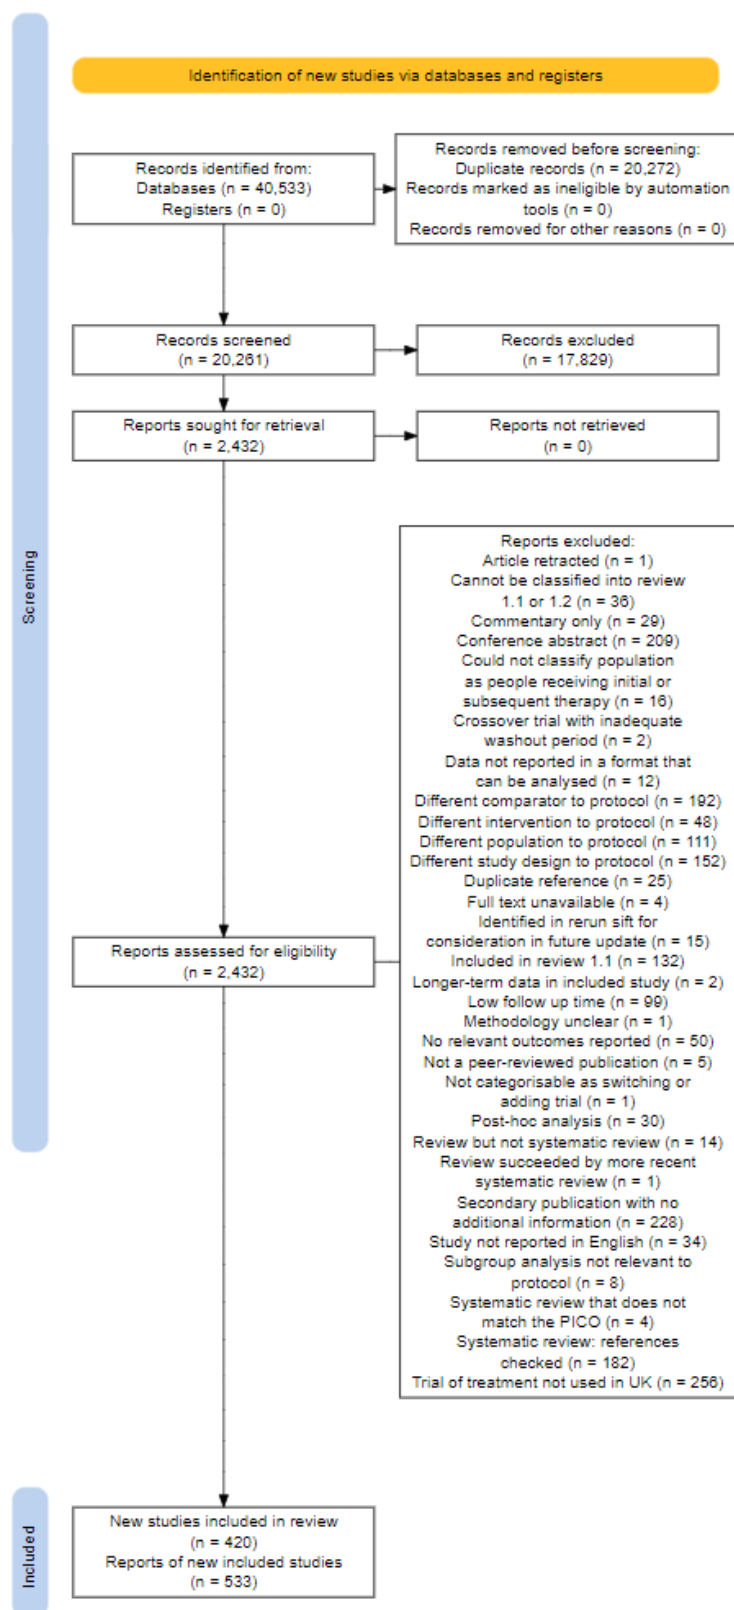 Identification of new studies via databases and registers
Records identified from:
Databases (n = 40,533)
Registers (n = 0)
Records removed before screening:
Duplicate records (n = 20,272)
Records marked as ineligible by automation
tools (n = 0)
Records removed for other reasons (n = 0)
Records screened
(n = 20,261)
Records excluded
(n = 17,829)
Reports sought for retrieval
(n = 2,432)
Reports not retrieved
(n = 0)
Screening
Reports assessed for eligibility
(n = 2,432)
Reports excluded:
Article retracted (n = 1)
Cannot be classified into review
1.1 or 1.2 (n = 36)
Commentary only (n = 29)
Conference abstract (n = 209)
Could not classify population
as people receiving initial or
subsequent therapy (n = 16)
Crossover trial with inadequate
washout period (n = 2)
Data not reported in a format that
can be analysed (n = 12)
Different comparator to protocol (n = 192)
Different intervention to protocol (n = 48)
Different population to protocol (n = 111)
Different study design to protocol (n = 152)
Duplicate reference (n = 25)
Full text unavailable (n = 4)
Identified in rerun sift for
consideration in future update (n = 15)
Included in review 1.1 (n = 132)
Longer-term data in included study (n = 2)
Low follow up time (n = 99)
Methodology unclear (n = 1)
No relevant outcomes reported (n = 50)
Not a peer-reviewed publication (n = 5)
Not categorisable as switching or
adding trial (n = 1)
Post-hoc analysis (n = 30)
Review but not systematic review (n = 14)
Review succeeded by more recent
systematic review (n = 1)
Secondary publication with no
additional information (n = 228)
Study not reported in English (n = 34)
Subgroup analysis not relevant to
protocol (n = 8)
Systematic review that does not
match the PICO (n = 4)
Systematic review: references
checked (n = 182)
Trial of treatment not used in UK (n = 256)
Included
New studies included in review
(n = 420)
Reports of new included studies
(n = 533)